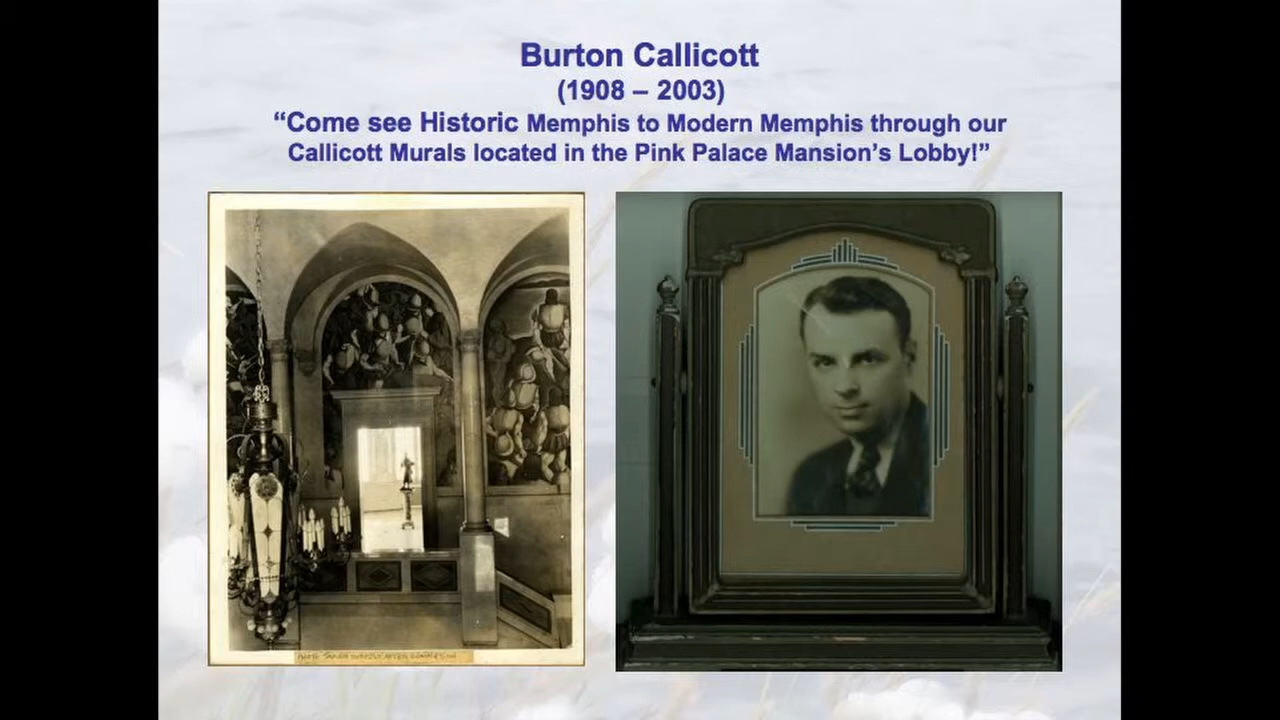 Burton Callicott
(1908 – 2003)
“Come see Historic Memphis to Modern Memphis through our
Callicott Murals located in the Pink Palace Mansion’s Lobby!”